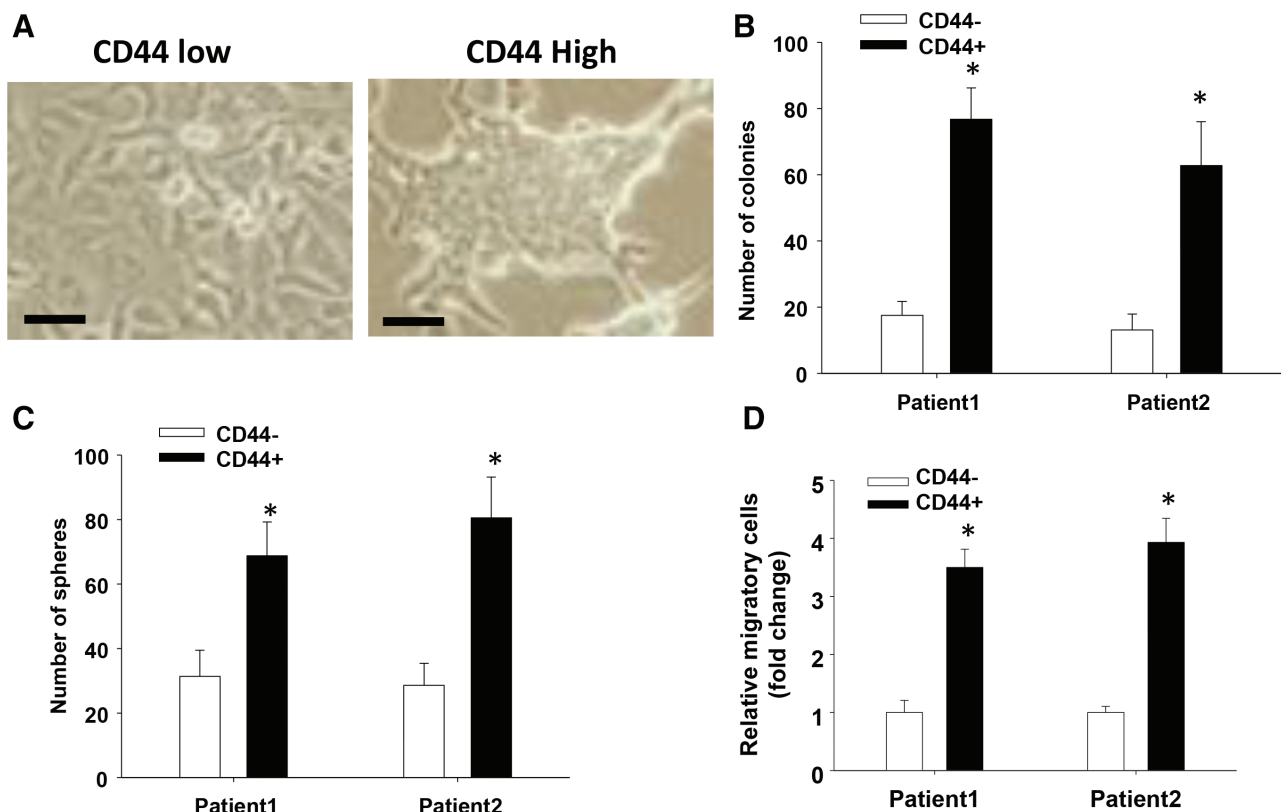 A
CD44 low
CD44 High
B
CD44-
CD44+
Number of colonies
100
80
60
40
20
0
*
*
Patient1
Patient2
C
CD44-
CD44+
Number of spheres
100
80
60
40
20
0
*
*
Patient1
Patient2
D
CD44-
CD44+
Relative migratory cells
(fold change)
5
4
3
2
1
0
*
*
Patient1
Patient2